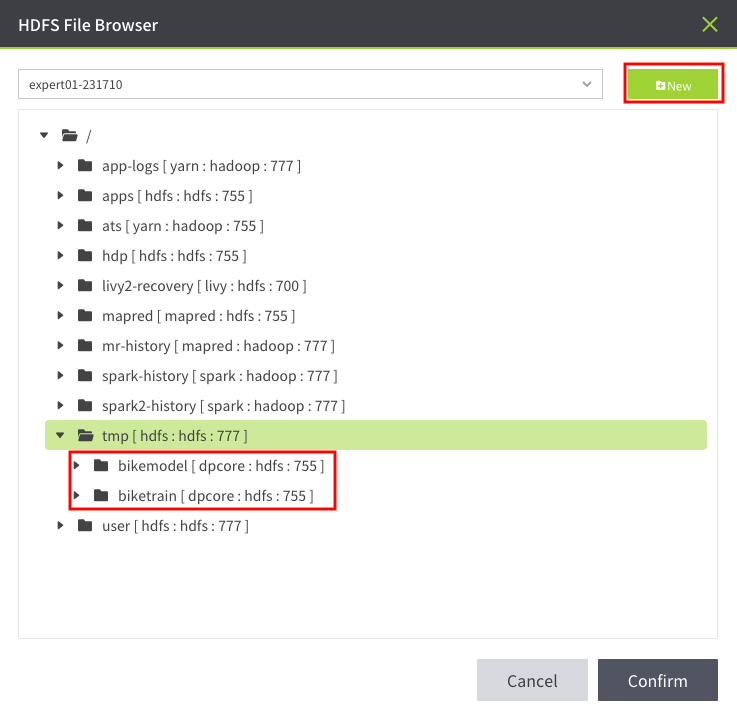 HDFS File Browser
expert01-231710
New
/
app-logs [ yarn : hadoop : 777 ]
apps [ hdfs : hdfs : 755 ]
ats [ yarn : hadoop : 755 ]
hdp [ hdfs : hdfs : 755 ]
livy2-recovery [ livy : hdfs : 700 ]
mapred [ mapred : hdfs : 755 ]
mr-history [ mapred : hadoop : 777 ]
spark-history [ spark : hadoop : 777 ]
spark2-history [ spark : hadoop : 777 ]
tmp [ hdfs : hdfs : 777 ]
bikemodel [ dpcore : hdfs : 755 ]
biketrain [ dpcore : hdfs : 755 ]
user [ hdfs : hdfs : 777 ]
Cancel Confirm